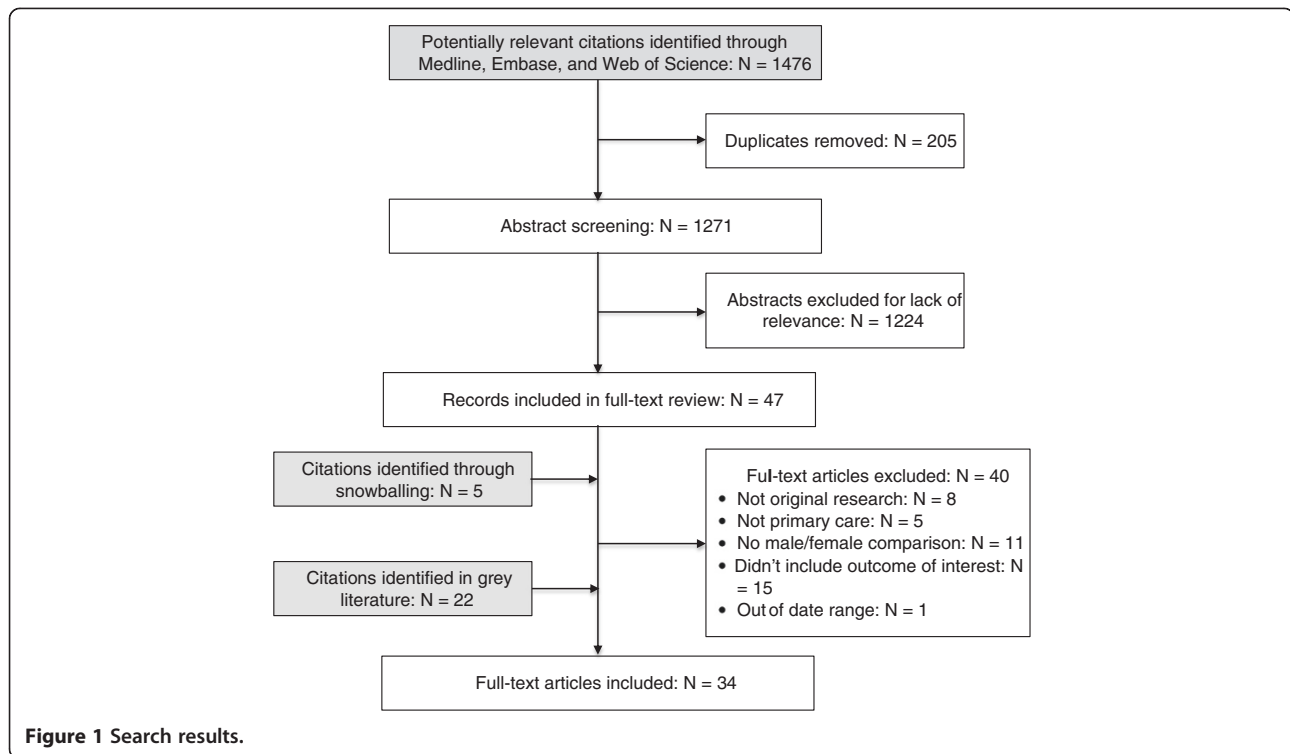 Potentially relevant citations identified through
Medline, Embase, and Web of Science: N = 1476
Duplicates removed: N = 205
Abstract screening: N = 1271
Abstracts excluded for lack of
relevance: N = 1224
Records included in full-text review: N = 47
Citations identified through
snowballing: N = 5
Citations identified in grey
literature: N = 22
Full-text articles excluded: N = 40
• Not original research: N = 8
• Not primary care: N = 5
• No male/female comparison: N = 11
• Didn't include outcome of interest: N
= 15
• Out of date range: N = 1
Full-text articles included: N = 34
Figure 1 Search results.